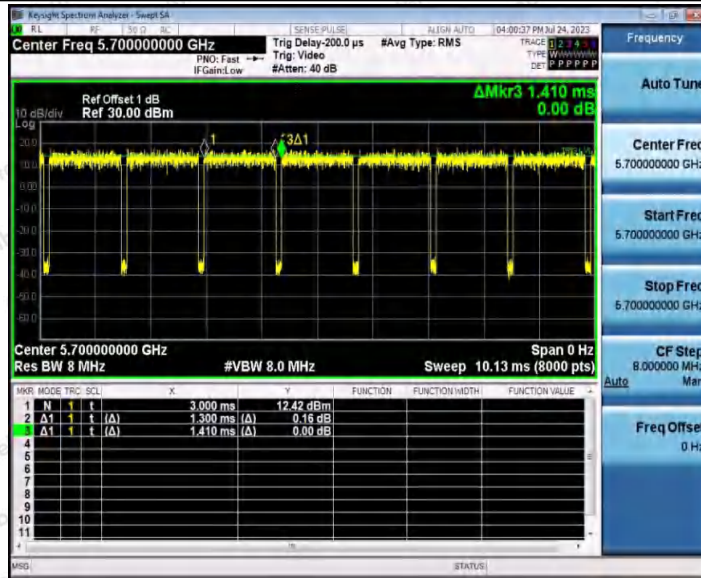 Keysight Spectrum Analyzer - Swept SA
RL RF 50 Ω AC SENSE:PULSE ALIGN AUTO 04:00:37 PM Jul 24, 2023
Center Freq 5.700000000 GHz
PNO: Fast
IFGain:Low
Trig Delay-200.0 µs
Trig: Video
#Atten: 40 dB
#Avg Type: RMS
TRACE 1 2 3 4 5 6
TYPE WWWWWW
DET P P P P P P
ΔMkr3 1.410 ms
0.00 dB
Ref Offset 1 dB
10 dB/div Ref 30.00 dBm
Log
20.0
10.0
0.00
-10.0
-20.0
-30.0
-40.0
-50.0
-60.0
1
3Δ1
Center 5.700000000 GHz Span 0 Hz
Res BW 8 MHz #VBW 8.0 MHz Sweep 10.13 ms (8000 pts)
MKR MODE TRC SCL X Y FUNCTION FUNCTION WIDTH FUNCTION VALUE
1 N 1 t 3.000 ms 12.42 dBm
2 Δ1 1 t (Δ) 1.300 ms (Δ) 0.16 dB
3 Δ1 1 t (Δ) 1.410 ms (Δ) 0.00 dB
4
5
6
7
8
9
10
11
MSG STATUS
Frequency
Auto Tune
Center Freq
5.700000000 GHz
Start Freq
5.700000000 GHz
Stop Freq
5.700000000 GHz
CF Step
8.000000 MHz
Auto Man
Freq Offset
0 Hz